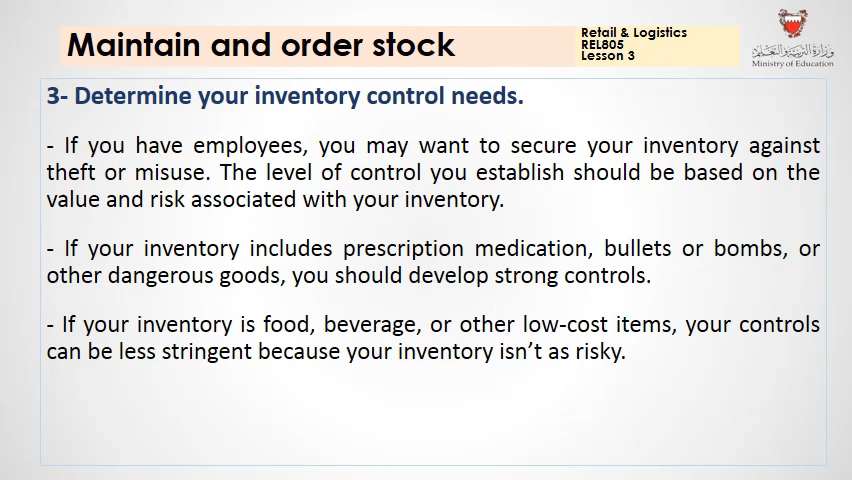 Maintain and order stock
Retail & Logistics
REL805
Lesson 3
وزارة التربية والتعليم
Ministry of Education
3- Determine your inventory control needs.
- If you have employees, you may want to secure your inventory against
theft or misuse. The level of control you establish should be based on the
value and risk associated with your inventory.
- If your inventory includes prescription medication, bullets or bombs, or
other dangerous goods, you should develop strong controls.
- If your inventory is food, beverage, or other low-cost items, your controls
can be less stringent because your inventory isn't as risky.